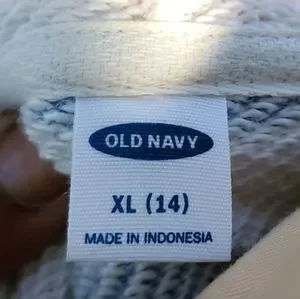 OLD NAVY
XL (14)
MADE IN INDONESIA